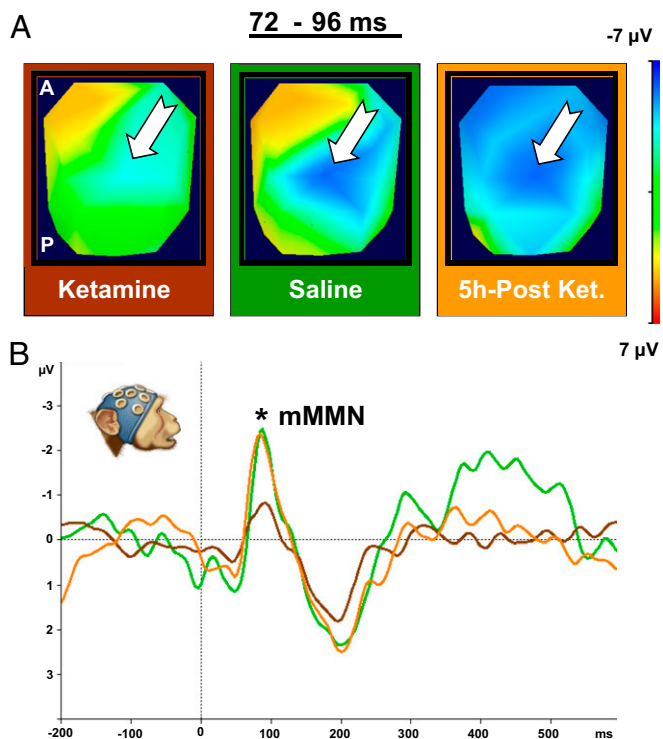 A
72 - 96 ms
-7 µV
A
P
Ketamine
Saline
5h-Post Ket.
7 µV
B
µV
* mMMN
-3
-2
-1
0
1
2
3
-200
-100
0
100
200
300
400
500
ms